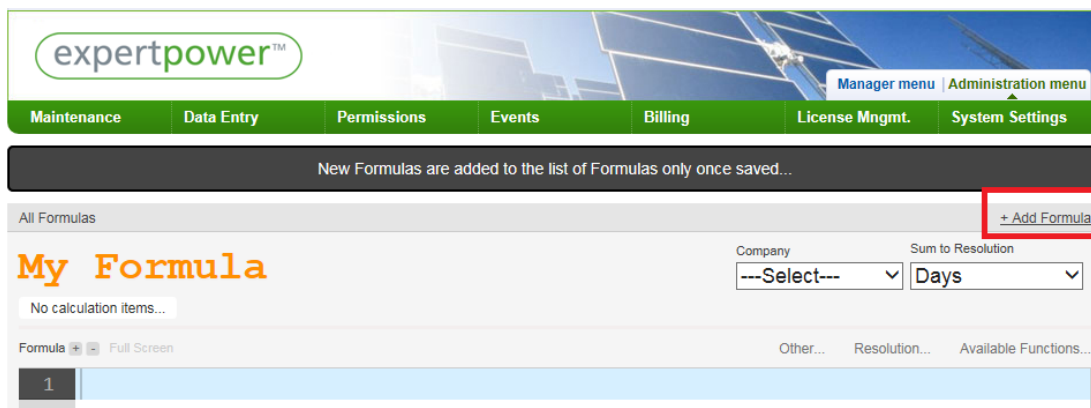 expertpower™
Manager menu | Administration menu
Maintenance Data Entry Permissions Events Billing License Mngmt. System Settings
New Formulas are added to the list of Formulas only once saved...
All Formulas + Add Formula
My Formula
Company Sum to Resolution
---Select--- Days
No calculation items...
Formula + - Full Screen Other... Resolution... Available Functions...
1